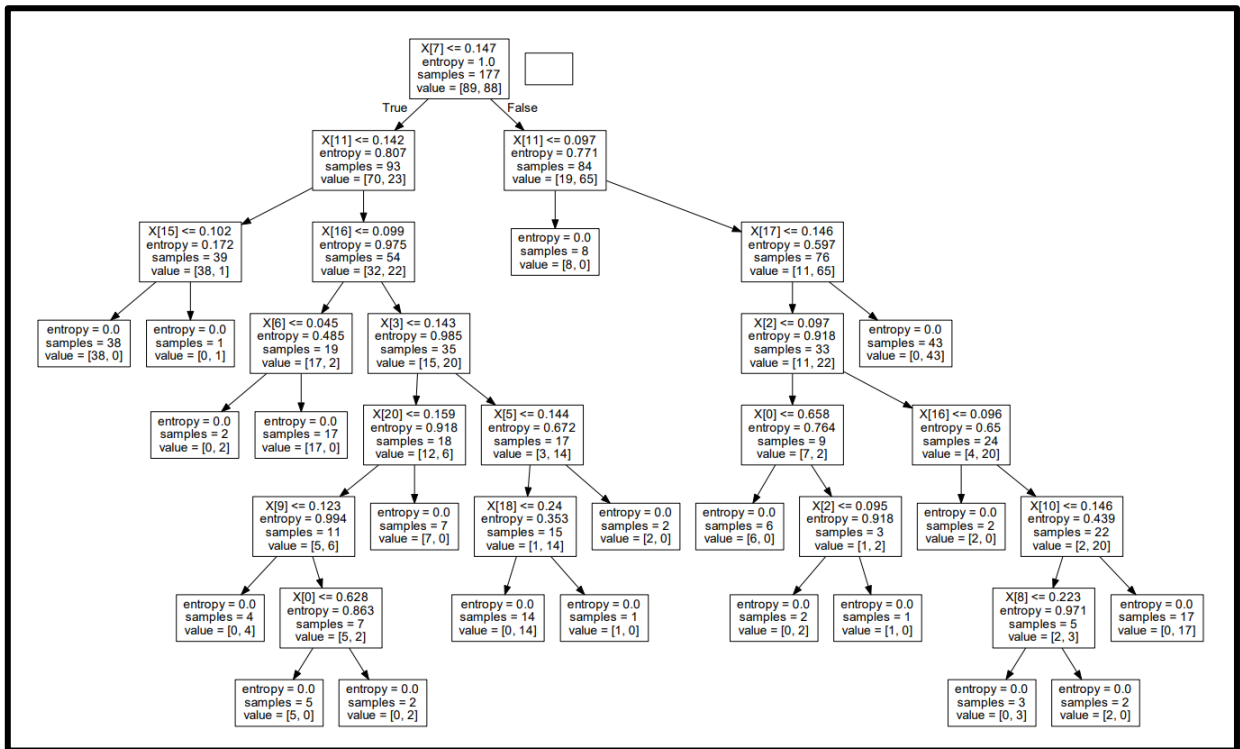 X[7] <= 0.147
entropy = 1.0
samples = 177
value = [89, 88]
True
False
X[11] <= 0.142
entropy = 0.807
samples = 93
value = [70, 23]
X[11] <= 0.097
entropy = 0.771
samples = 84
value = [19, 65]
X[15] <= 0.102
entropy = 0.172
samples = 39
value = [38, 1]
X[16] <= 0.099
entropy = 0.975
samples = 54
value = [32, 22]
entropy = 0.0
samples = 8
value = [8, 0]
X[17] <= 0.146
entropy = 0.597
samples = 76
value = [11, 65]
entropy = 0.0
samples = 38
value = [38, 0]
entropy = 0.0
samples = 1
value = [0, 1]
X[6] <= 0.045
entropy = 0.485
samples = 19
value = [17, 2]
X[3] <= 0.143
entropy = 0.985
samples = 35
value = [15, 20]
X[2] <= 0.097
entropy = 0.918
samples = 33
value = [11, 22]
entropy = 0.0
samples = 43
value = [0, 43]
entropy = 0.0
samples = 2
value = [0, 2]
entropy = 0.0
samples = 17
value = [17, 0]
X[20] <= 0.159
entropy = 0.918
samples = 18
value = [12, 6]
X[5] <= 0.144
entropy = 0.672
samples = 17
value = [3, 14]
X[0] <= 0.658
entropy = 0.764
samples = 9
value = [7, 2]
X[16] <= 0.096
entropy = 0.65
samples = 24
value = [4, 20]
X[9] <= 0.123
entropy = 0.994
samples = 11
value = [5, 6]
entropy = 0.0
samples = 7
value = [7, 0]
X[18] <= 0.24
entropy = 0.353
samples = 15
value = [1, 14]
entropy = 0.0
samples = 2
value = [2, 0]
entropy = 0.0
samples = 6
value = [6, 0]
X[2] <= 0.095
entropy = 0.918
samples = 3
value = [1, 2]
entropy = 0.0
samples = 2
value = [2, 0]
X[10] <= 0.146
entropy = 0.439
samples = 22
value = [2, 20]
entropy = 0.0
samples = 4
value = [0, 4]
X[0] <= 0.628
entropy = 0.863
samples = 7
value = [5, 2]
entropy = 0.0
samples = 14
value = [0, 14]
entropy = 0.0
samples = 1
value = [1, 0]
entropy = 0.0
samples = 2
value = [0, 2]
entropy = 0.0
samples = 1
value = [1, 0]
X[8] <= 0.223
entropy = 0.971
samples = 5
value = [2, 3]
entropy = 0.0
samples = 17
value = [0, 17]
entropy = 0.0
samples = 5
value = [5, 0]
entropy = 0.0
samples = 2
value = [0, 2]
entropy = 0.0
samples = 3
value = [0, 3]
entropy = 0.0
samples = 2
value = [2, 0]